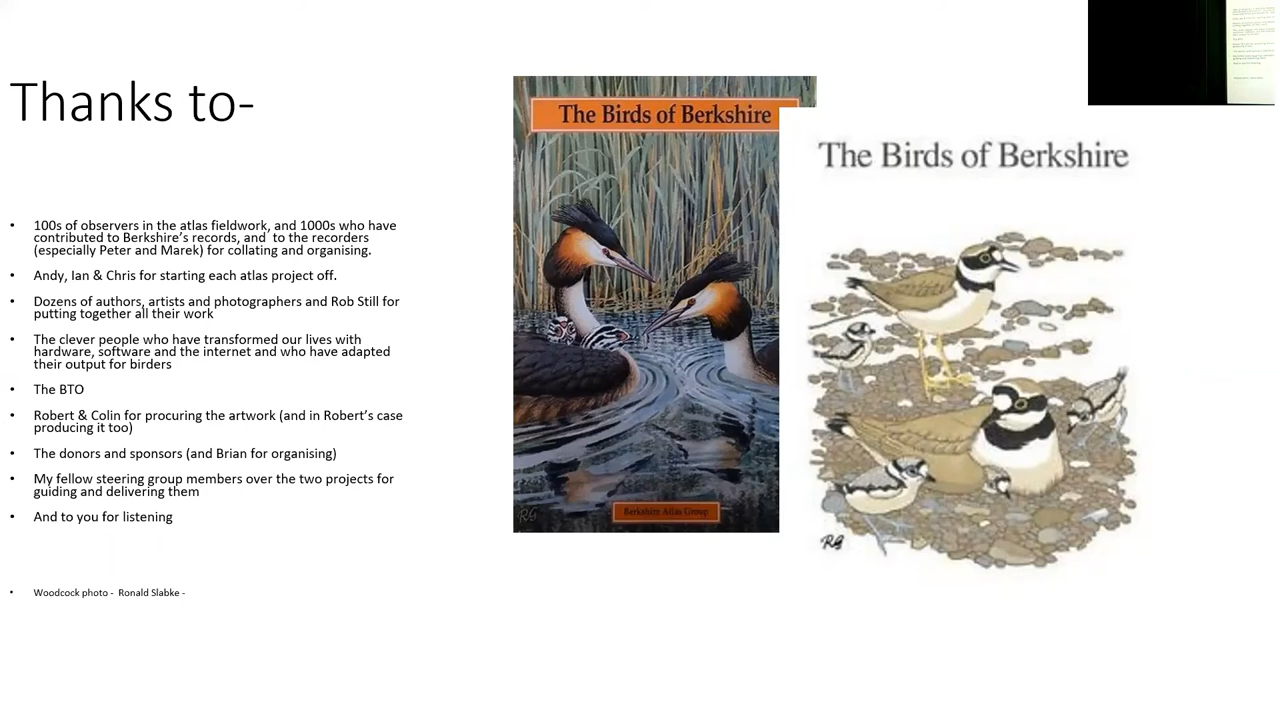 Thanks to-
• 100s of observers in the atlas fieldwork, and 1000s who have
contributed to Berkshire's records, and  to the recorders
(especially Peter and Marek) for collating and organising.
• Andy, Ian & Chris for starting each atlas project off.
• Dozens of authors, artists and photographers and Rob Still for
putting together all their work
• The clever people who have transformed our lives with
hardware, software and the internet and who have adapted
their output for birders
• The BTO
• Robert & Colin for procuring the artwork (and in Robert's case
producing it too)
• The donors and sponsors (and Brian for organising)
• My fellow steering group members over the two projects for
guiding and delivering them
• And to you for listening
• Woodcock photo -  Ronald Slabke -
The Birds of Berkshire
Berkshire Atlas Group
RG
The Birds of Berkshire
RG